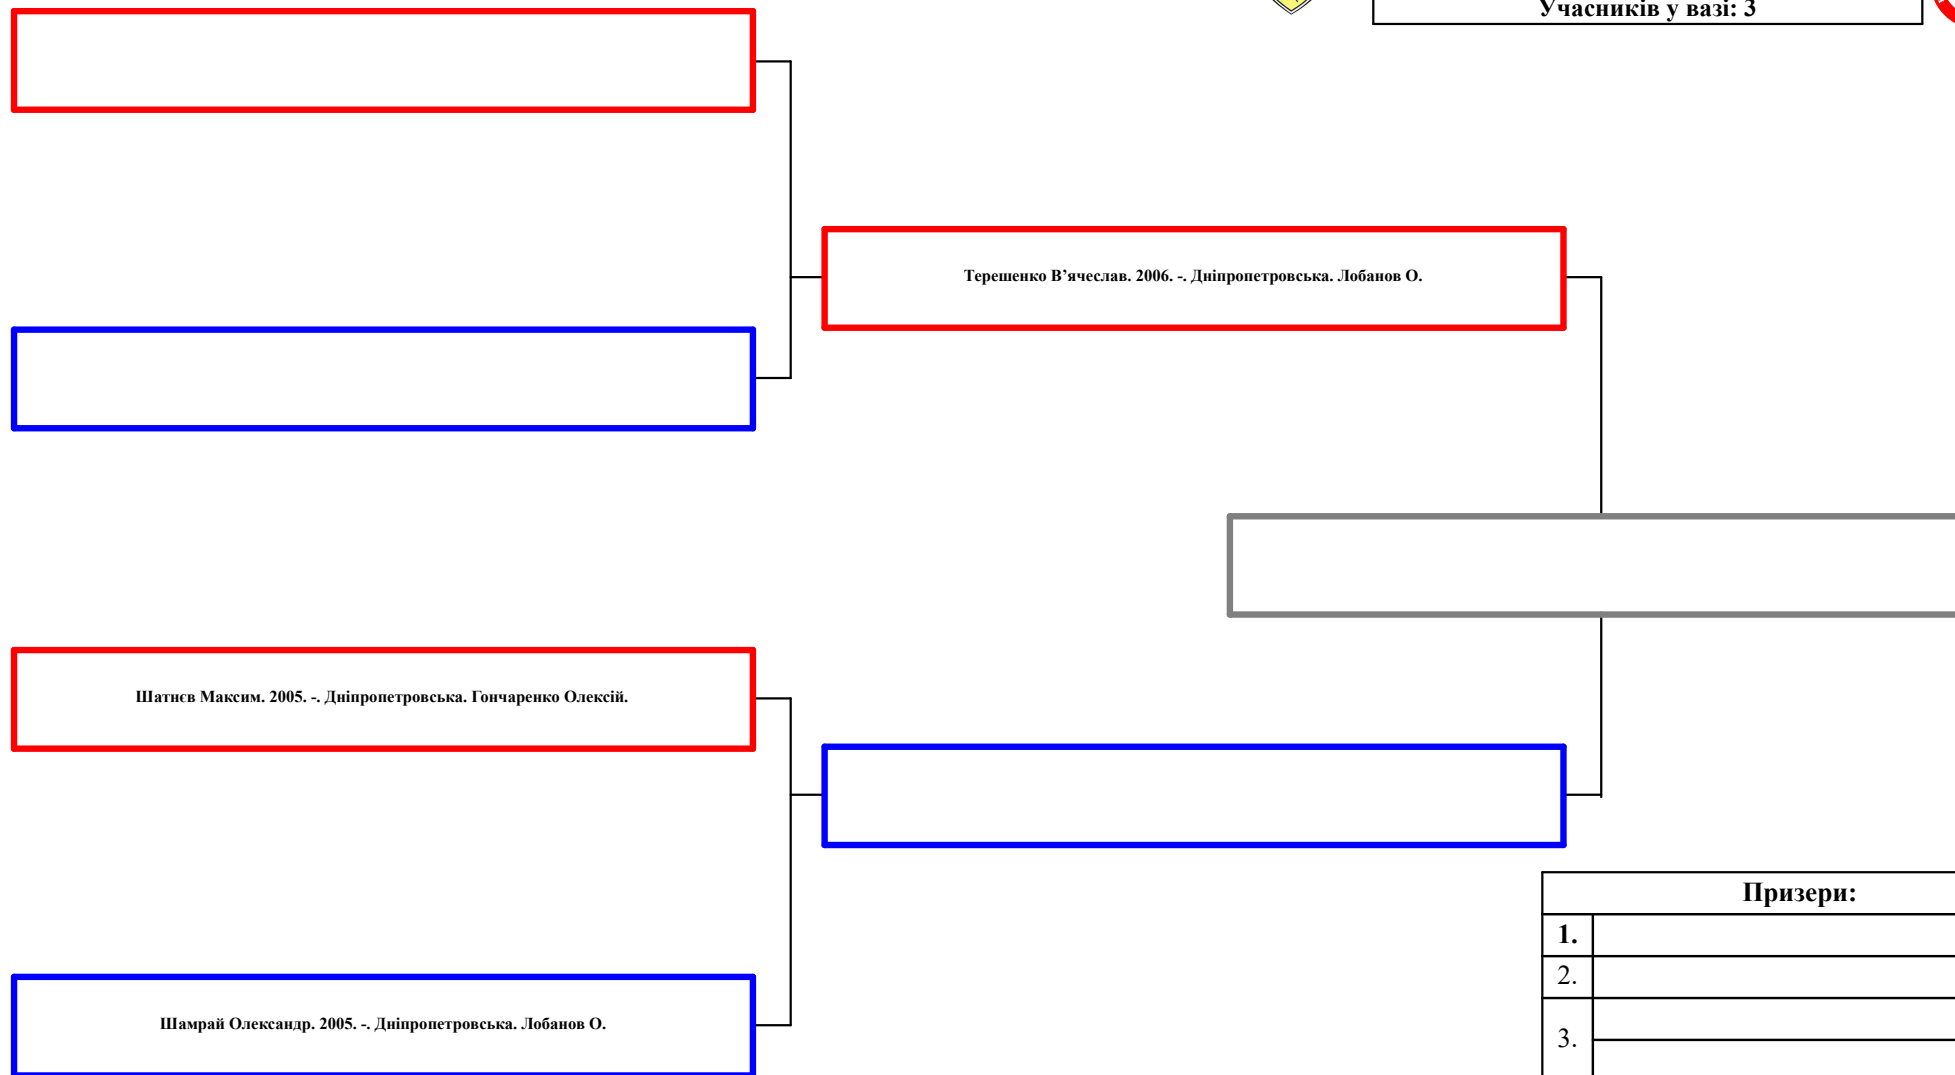 Учасників у вазі: 3
Терешенко В’ячеслав. 2006. -. Дніпропетровська. Лобанов О.
Шатнєв Максим. 2005. -. Дніпропетровська. Гончаренко Олексій.
Шамрай Олександр. 2005. -. Дніпропетровська. Лобанов О.
Призери:
1.
2.
3.